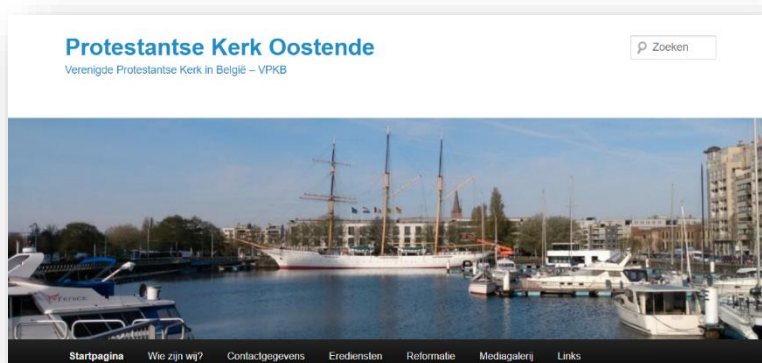 Protestantse Kerk Oostende
Zoeken
Verenigde Protestantse Kerk in België – VPKB
Startpagina Wie zijn wij? Contactgegevens Erediensten Reformatie Mediagalerij Links